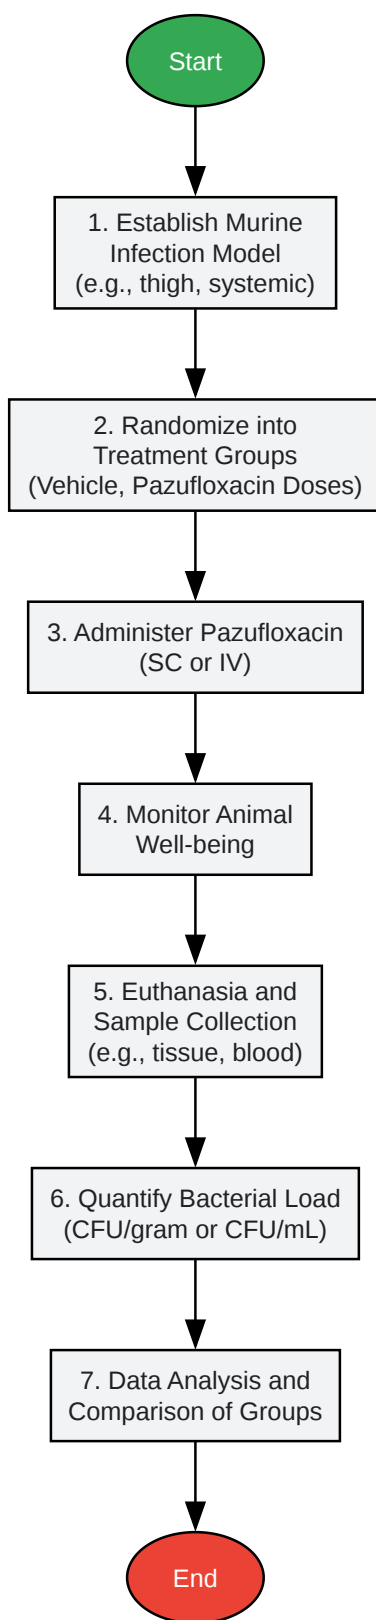 Start
1. Establish Murine
Infection Model
(e.g., thigh, systemic)
2. Randomize into
Treatment Groups
(Vehicle, Pazufloxacin Doses)
3. Administer Pazufloxacin
(SC or IV)
4. Monitor Animal
Well-being
5. Euthanasia and
Sample Collection
(e.g., tissue, blood)
6. Quantify Bacterial Load
(CFU/gram or CFU/mL)
7. Data Analysis and
Comparison of Groups
End